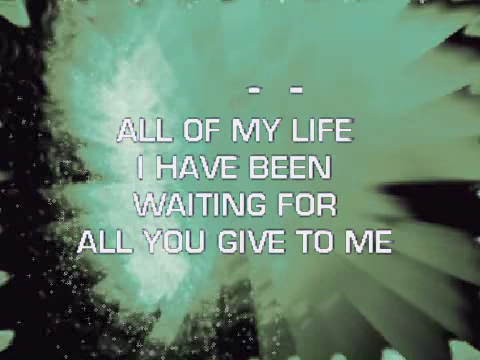 - -
ALL OF MY LIFE
I HAVE BEEN
WAITING FOR
ALL YOU GIVE TO ME